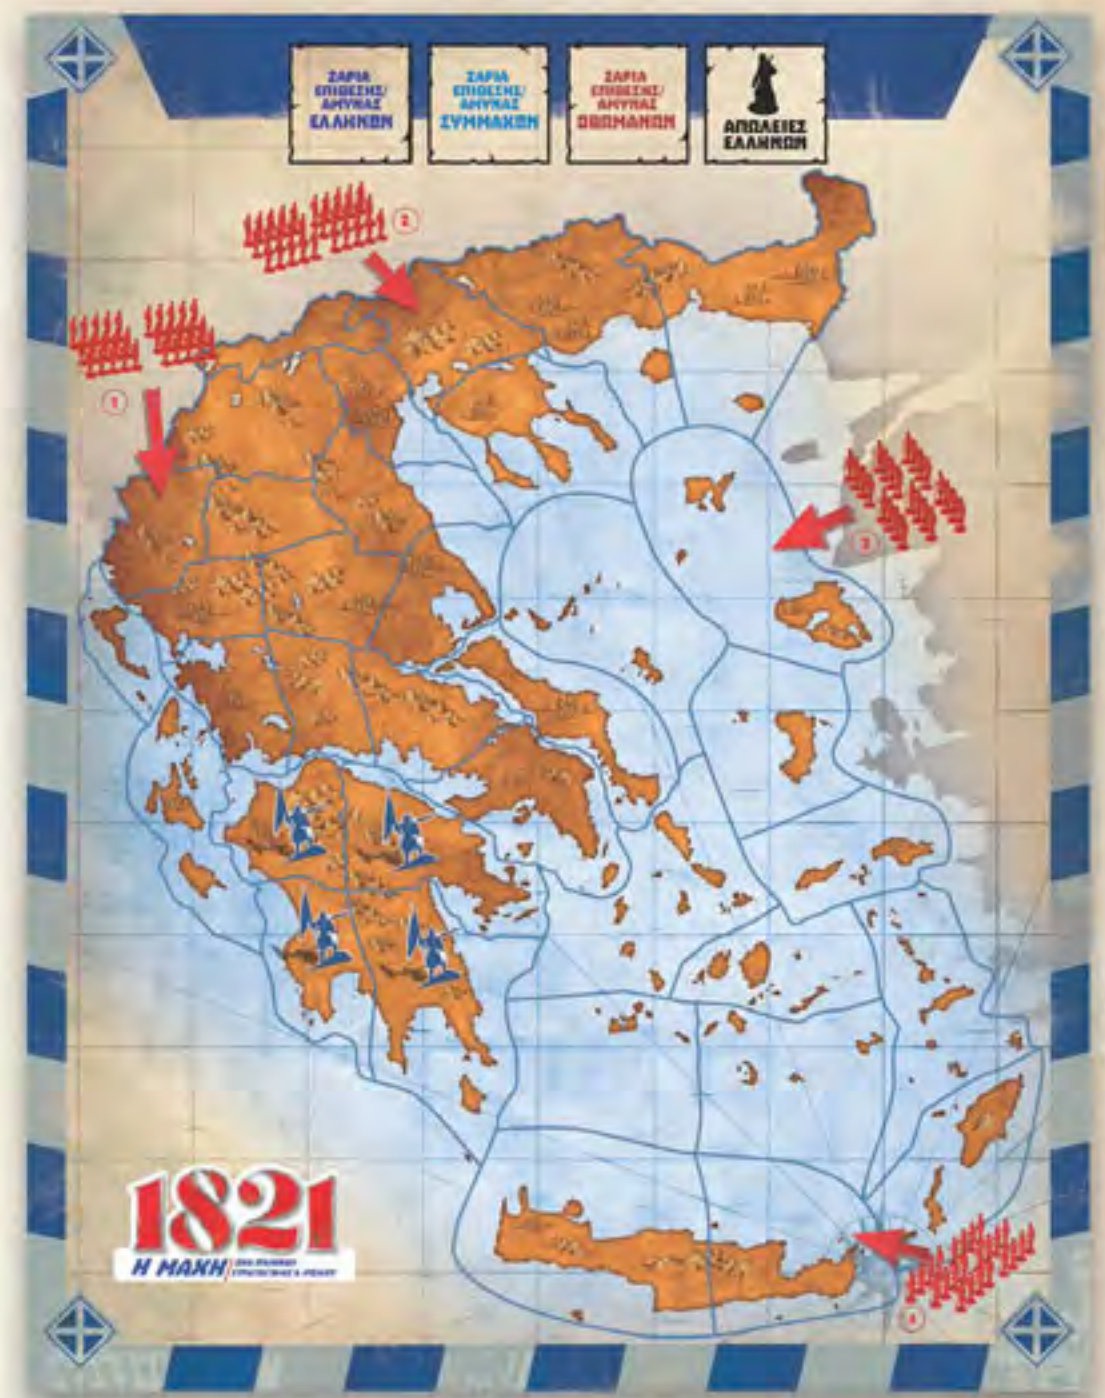 ΖΑΡΙΑ
ΕΠΙΘΕΣΗΣ/
ΑΜΥΝΑΣ
ΕΛΛΗΝΩΝ
ΖΑΡΙΑ
ΕΠΙΘΕΣΗΣ/
ΑΜΥΝΑΣ
ΣΥΜΜΑΧΩΝ
ΖΑΡΙΑ
ΕΠΙΘΕΣΗΣ/
ΑΜΥΝΑΣ
ΟΘΩΜΑΝΩΝ
ΑΠΩΛΕΙΕΣ
ΕΛΛΗΝΩΝ
2
1
3
4
1821
Η ΜΑΧΗ